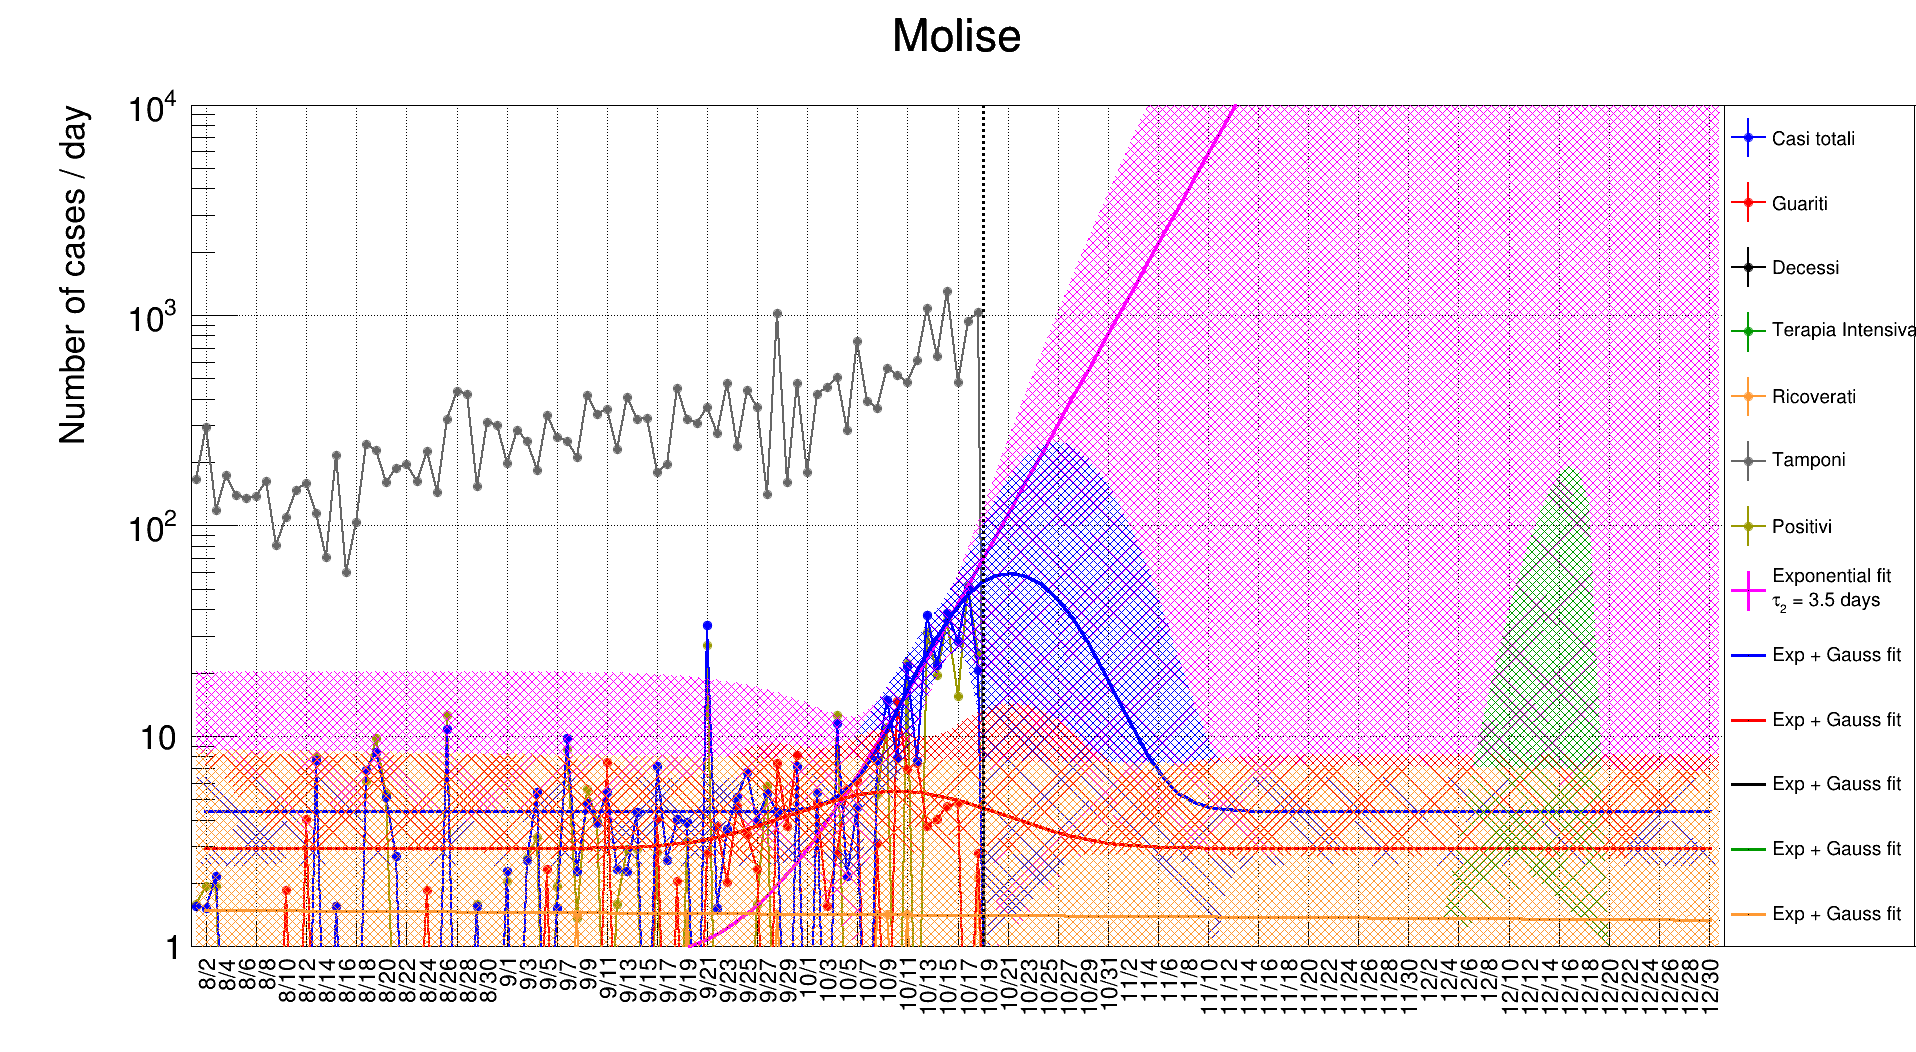 Molise
Number of cases / day
10^4
10^3
10^2
10
1
8/2 8/4 8/6 8/8 8/10 8/12 8/14 8/16 8/18 8/20 8/22 8/24 8/26 8/28 8/30 9/1 9/3 9/5 9/7 9/9 9/11 9/13 9/15 9/17 9/19 9/21 9/23 9/25 9/27 9/29 10/1 10/3 10/5 10/7 10/9 10/11 10/13 10/15 10/17 10/19 10/21 10/23 10/25 10/27 10/29 10/31 11/2 11/4 11/6 11/8 11/10 11/12 11/14 11/16 11/18 11/20 11/22 11/24 11/26 11/28 11/30 12/2 12/4 12/6 12/8 12/10 12/12 12/14 12/16 12/18 12/20 12/22 12/24 12/26 12/28 12/30
Casi totali
Guariti
Decessi
Terapia Intensiva
Ricoverati
Tamponi
Positivi
Exponential fit
τ2 = 3.5 days
Exp + Gauss fit
Exp + Gauss fit
Exp + Gauss fit
Exp + Gauss fit
Exp + Gauss fit